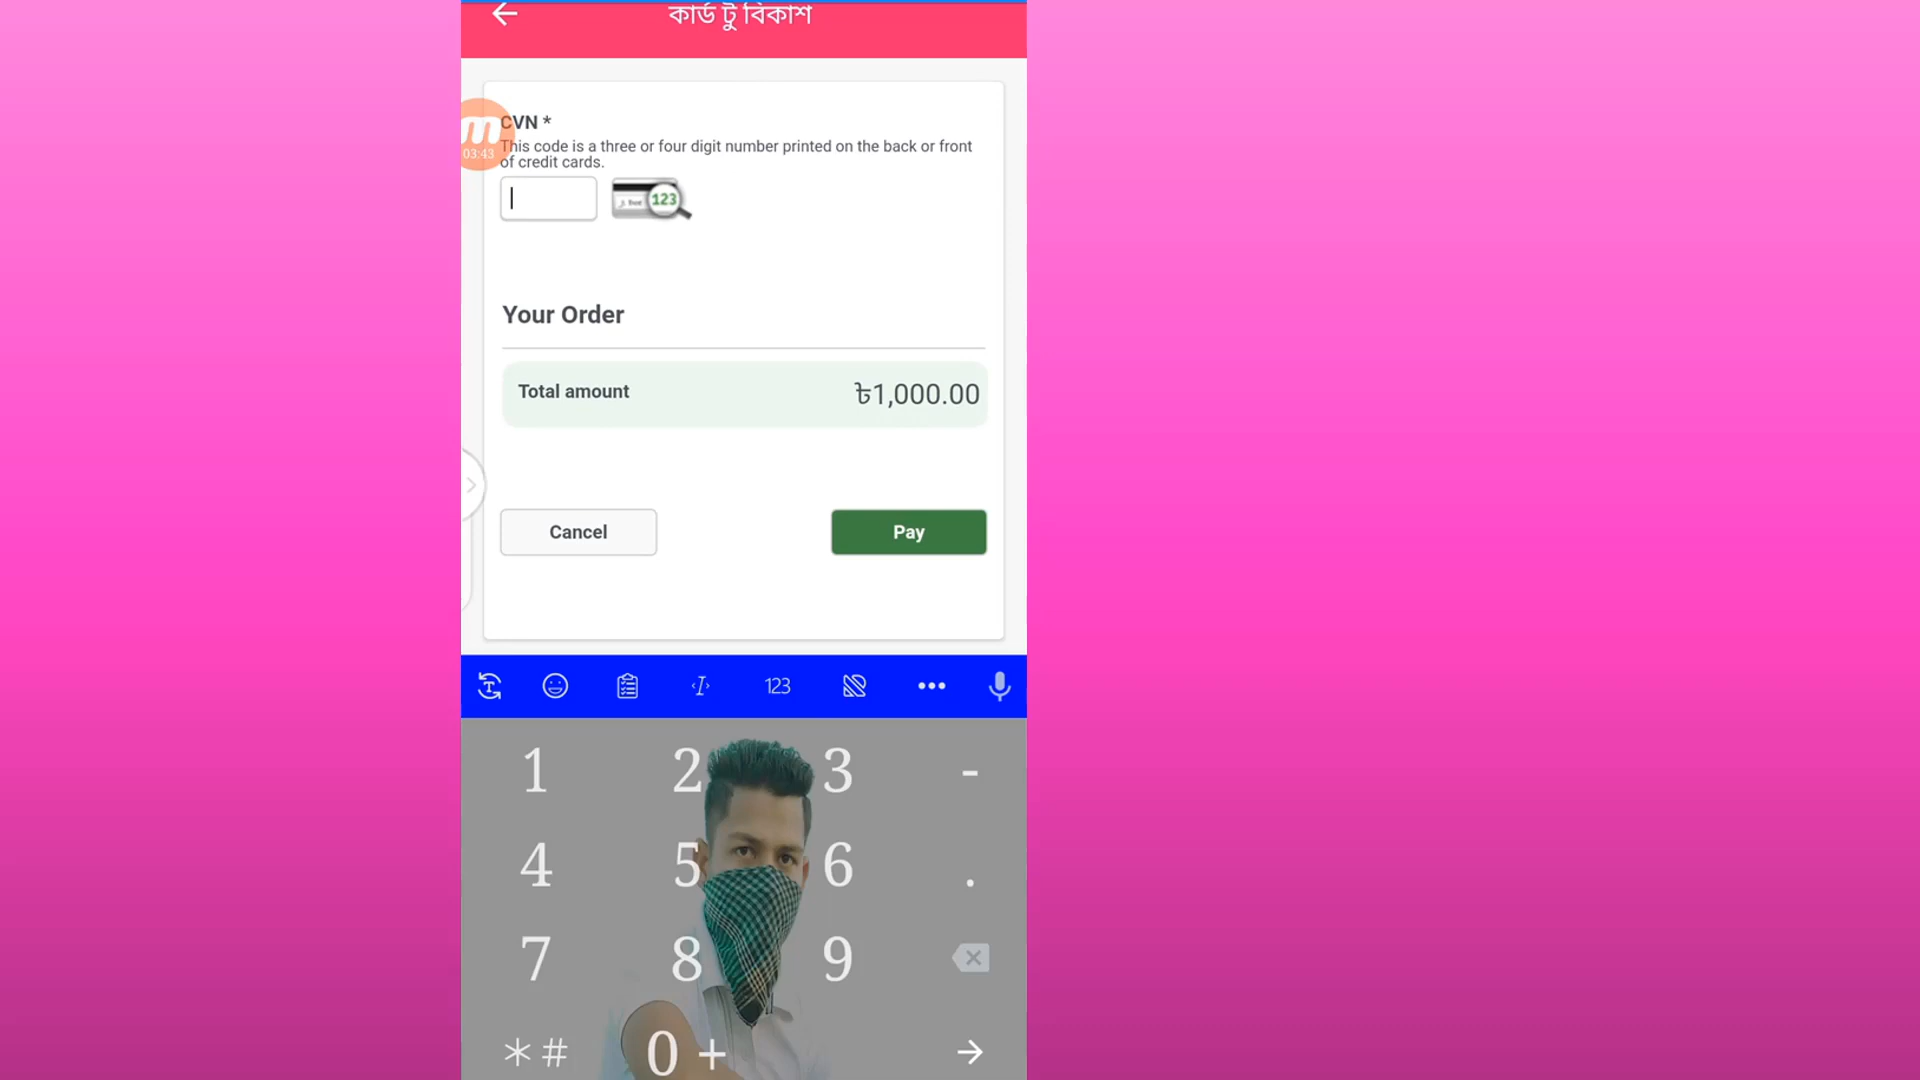 কার্ড টু বিকাশ
CVN *
This code is a three or four digit number printed on the back or front
of credit cards.
03:43
123
Your Order
Total amount ৳1,000.00
Cancel Pay
123
1 2 3 -
4 5 6 .
7 8 9
*# 0 +